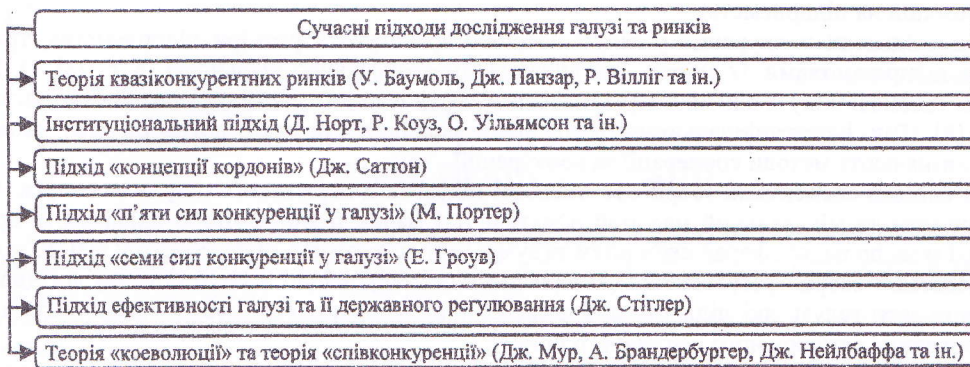 Сучасні підходи дослідження галузі та ринків
Теорія квазіконкурентних ринків (У. Баумоль, Дж. Панзар, Р. Вілліг та ін.)
Інституціональний підхід (Д. Норт, Р. Коуз, О. Уільямсон та ін.)
Підхід «концепції кордонів» (Дж. Саттон)
Підхід «п’яти сил конкуренції у галузі» (М. Портер)
Підхід «семи сил конкуренції у галузі» (Е. Гроув)
Підхід ефективності галузі та її державного регулювання (Дж. Стіглер)
Теорія «коеволюції» та теорія «співконкуренції» (Дж. Мур, А. Брандербургер, Дж. Нейлбаффа та ін.)